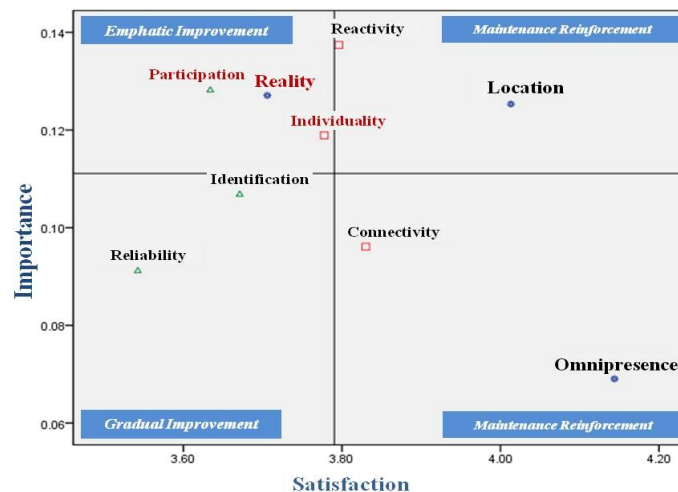 Emphatic Improvement
Reactivity
Maintenance Reinforcement
0.14
Participation
Reality
Location
Individuality
0.12
Importance
Identification
0.10
Connectivity
Reliability
0.08
Omnipresence
0.06
Gradual Improvement
Maintenance Reinforcement
3.60
3.80
4.00
4.20
Satisfaction